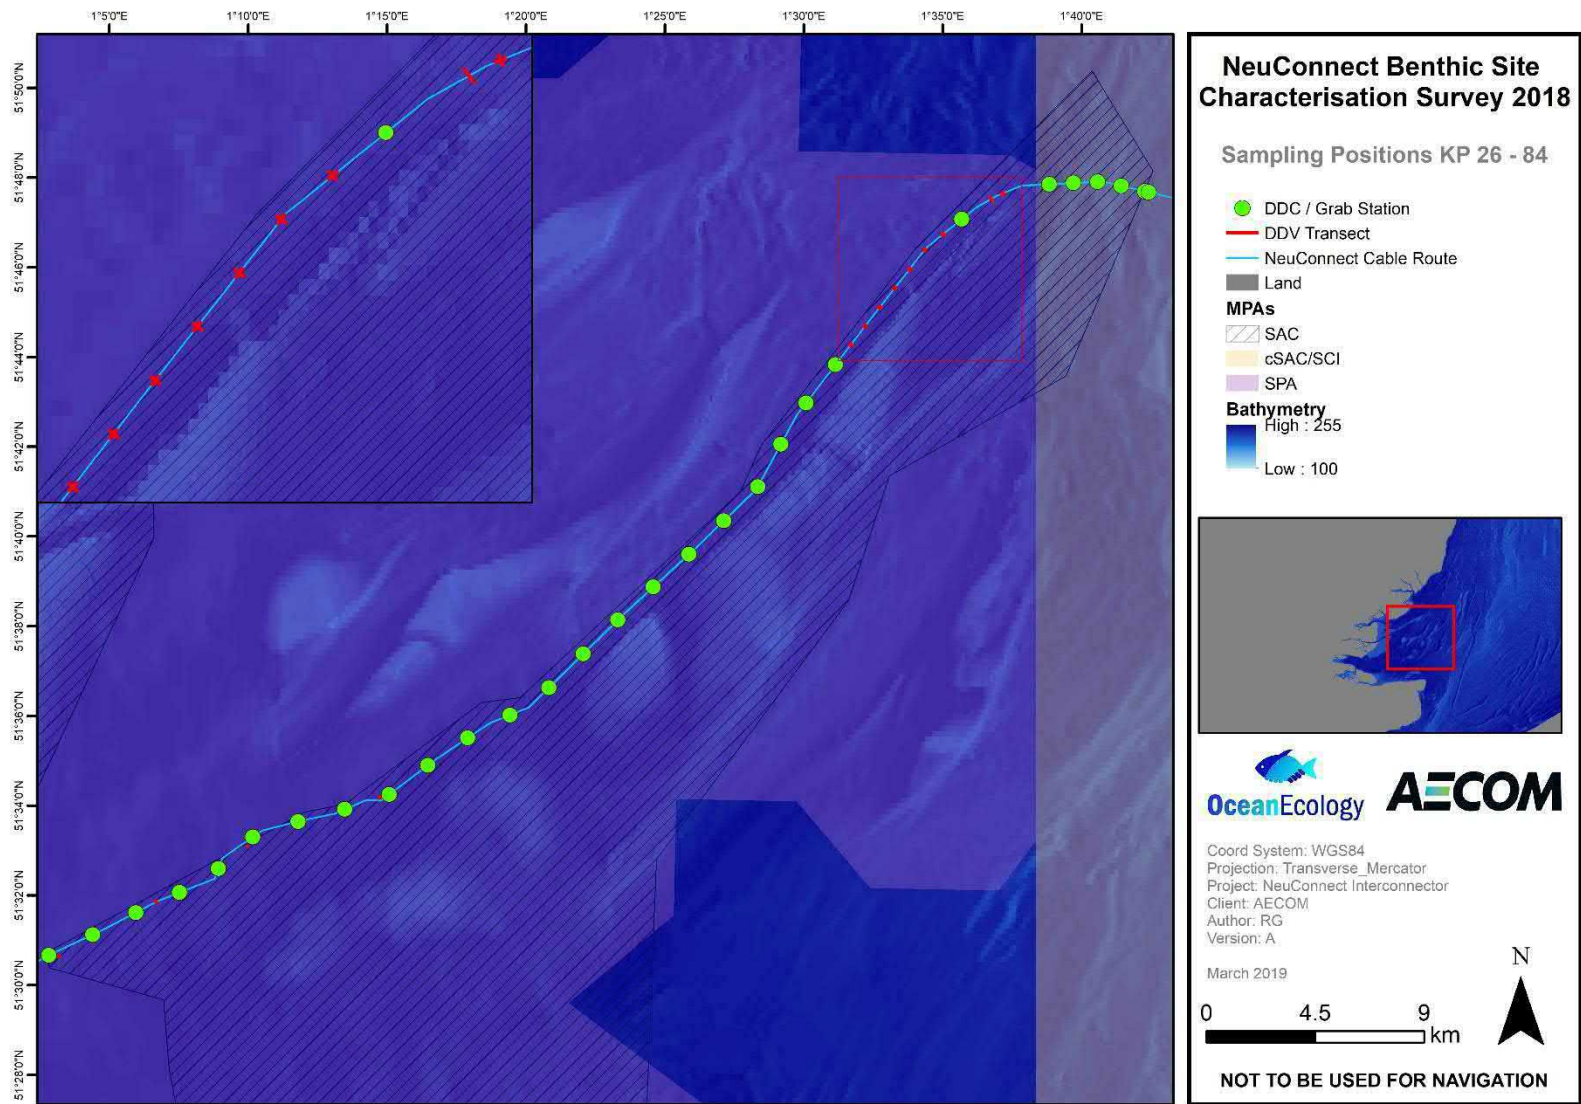 1°5'0"E 1°10'0"E 1°15'0"E 1°20'0"E 1°25'0"E 1°30'0"E 1°35'0"E 1°40'0"E
51°50'0"N
51°48'0"N
51°46'0"N
51°44'0"N
51°42'0"N
51°40'0"N
51°38'0"N
51°36'0"N
51°34'0"N
51°32'0"N
51°30'0"N
51°28'0"N
NeuConnect Benthic Site
Characterisation Survey 2018
Sampling Positions KP 26 - 84
DDC / Grab Station
DDV Transect
NeuConnect Cable Route
Land
MPAs
SAC
cSAC/SCI
SPA
Bathymetry
High : 255
Low : 100
OceanEcology
AECOM
Coord System: WGS84
Projection: Transverse_Mercator
Project: NeuConnect Interconnector
Client: AECOM
Author: RG
Version: A
March 2019
N
0 4.5 9
km
NOT TO BE USED FOR NAVIGATION